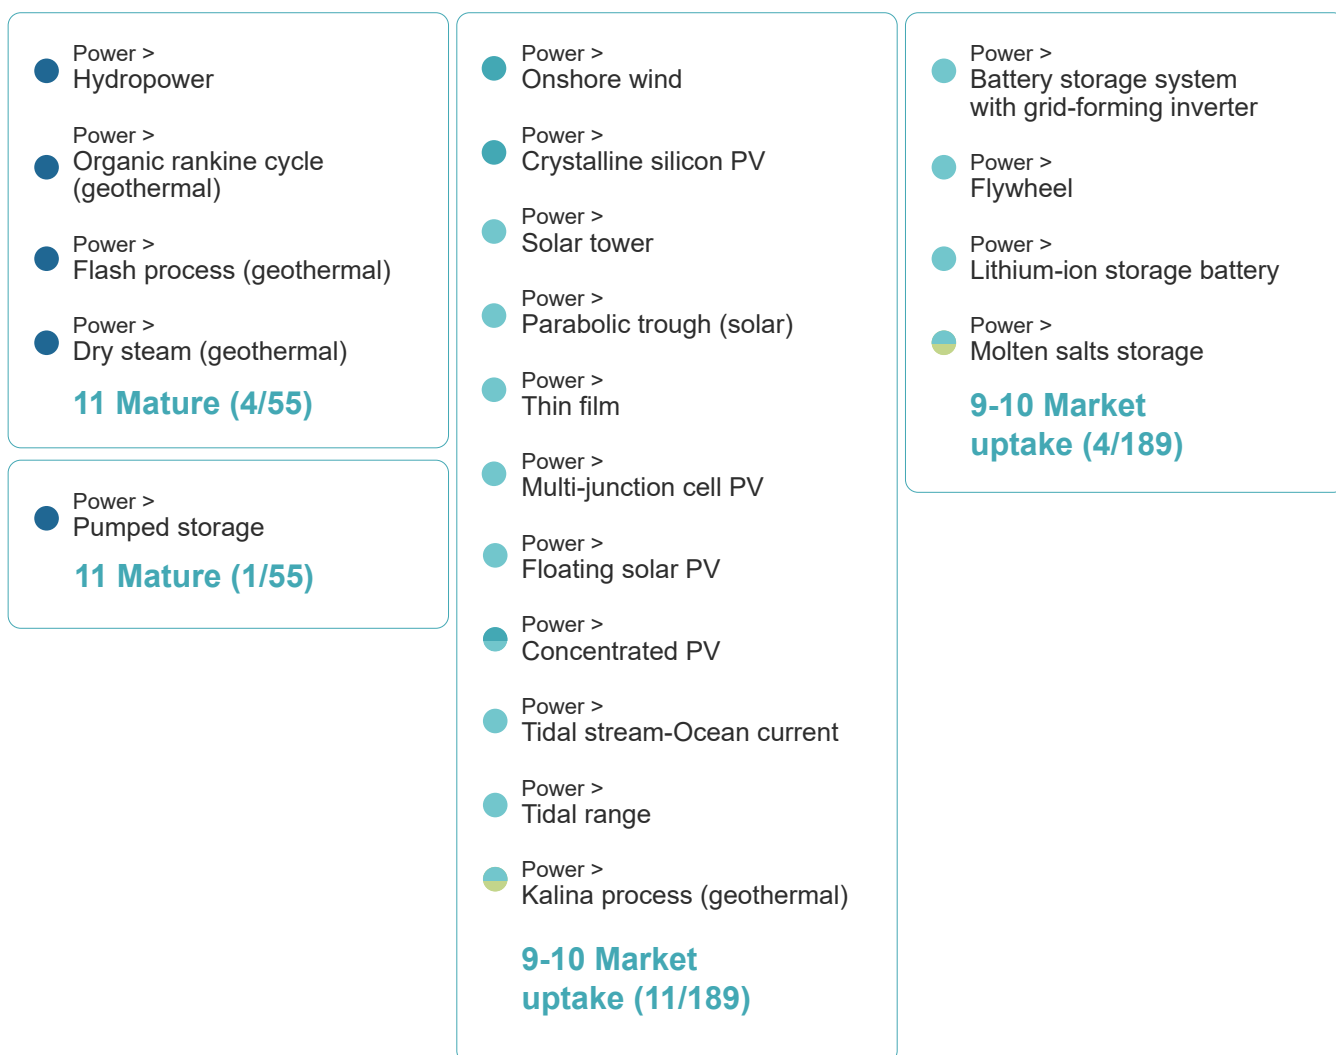 Power >
Hydropower
Power >
Organic rankine cycle
(geothermal)
Power >
Flash process (geothermal)
Power >
Dry steam (geothermal)
11 Mature (4/55)
Power >
Pumped storage
11 Mature (1/55)
Power >
Onshore wind
Power >
Crystalline silicon PV
Power >
Solar tower
Power >
Parabolic trough (solar)
Power >
Thin film
Power >
Multi-junction cell PV
Power >
Floating solar PV
Power >
Concentrated PV
Power >
Tidal stream-Ocean current
Power >
Tidal range
Power >
Kalina process (geothermal)
9-10 Market
uptake (11/189)
Power >
Battery storage system
with grid-forming inverter
Power >
Flywheel
Power >
Lithium-ion storage battery
Power >
Molten salts storage
9-10 Market
uptake (4/189)